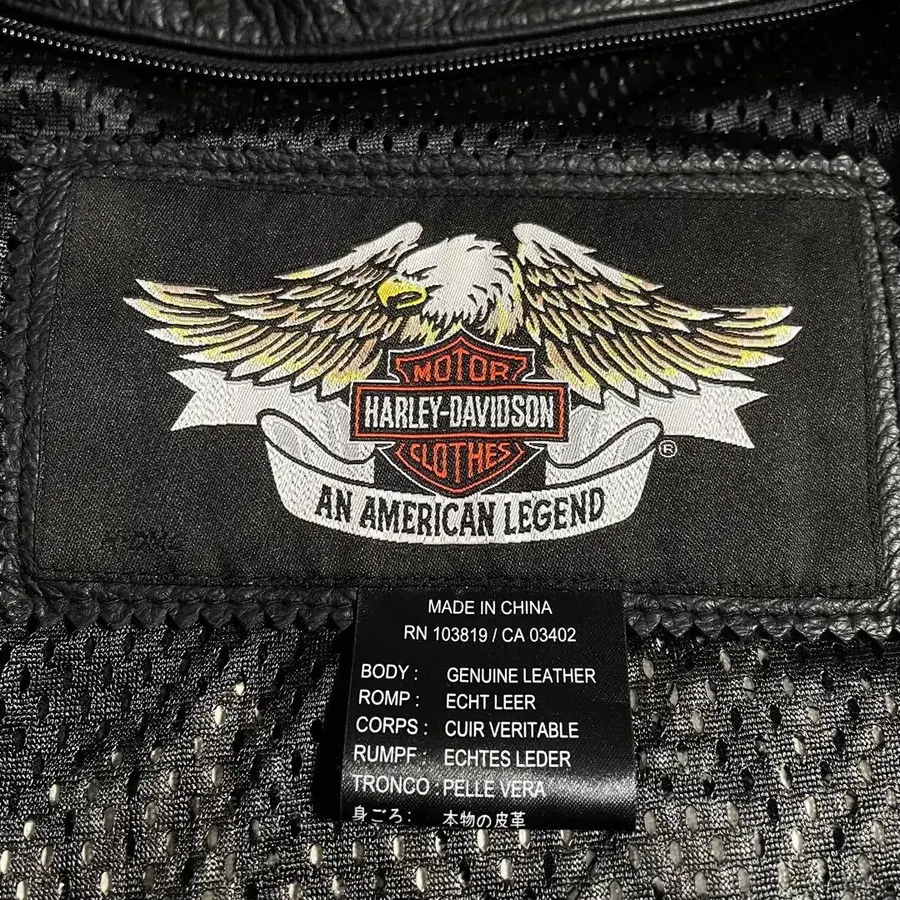 MOTOR
HARLEY-DAVIDSON
CLOTHES
®
AN AMERICAN LEGEND
MADE IN CHINA
RN 103819 / CA 03402
BODY : GENUINE LEATHER
ROMP : ECHT LEER
CORPS : CUIR VERITABLE
RUMPF : ECHTES LEDER
TRONCO : PELLE VERA
身ごろ : 本物の皮革